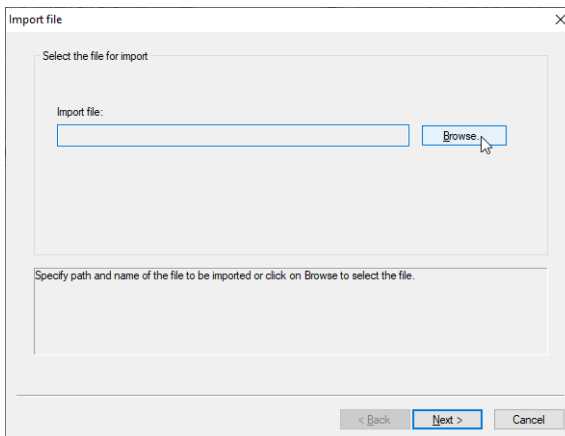 Import file
Select the file for import
Import file:
Browse...
Specify path and name of the file to be imported or click on Browse to select the file.
< Back
Next >
Cancel